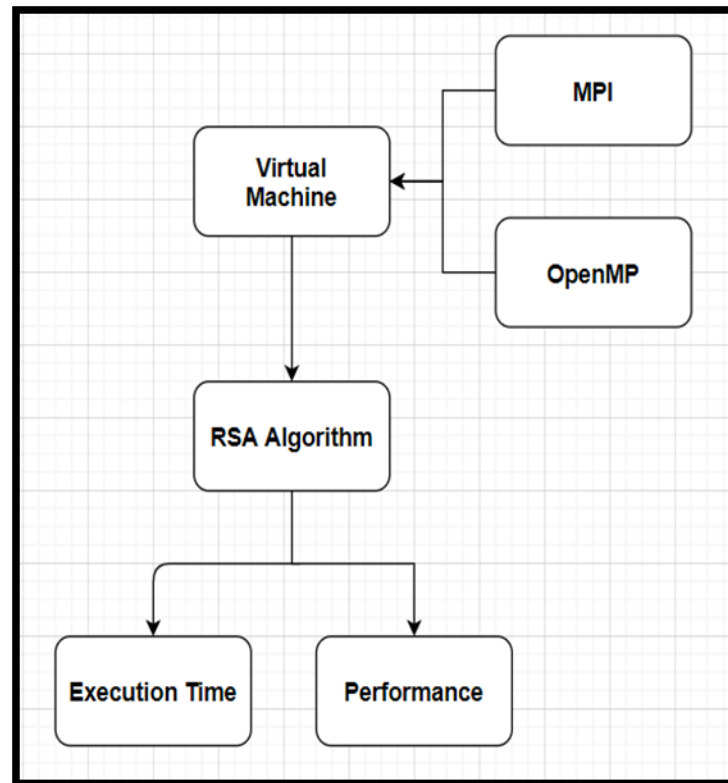 MPI
Virtual
Machine
OpenMP
RSA Algorithm
Execution Time
Performance